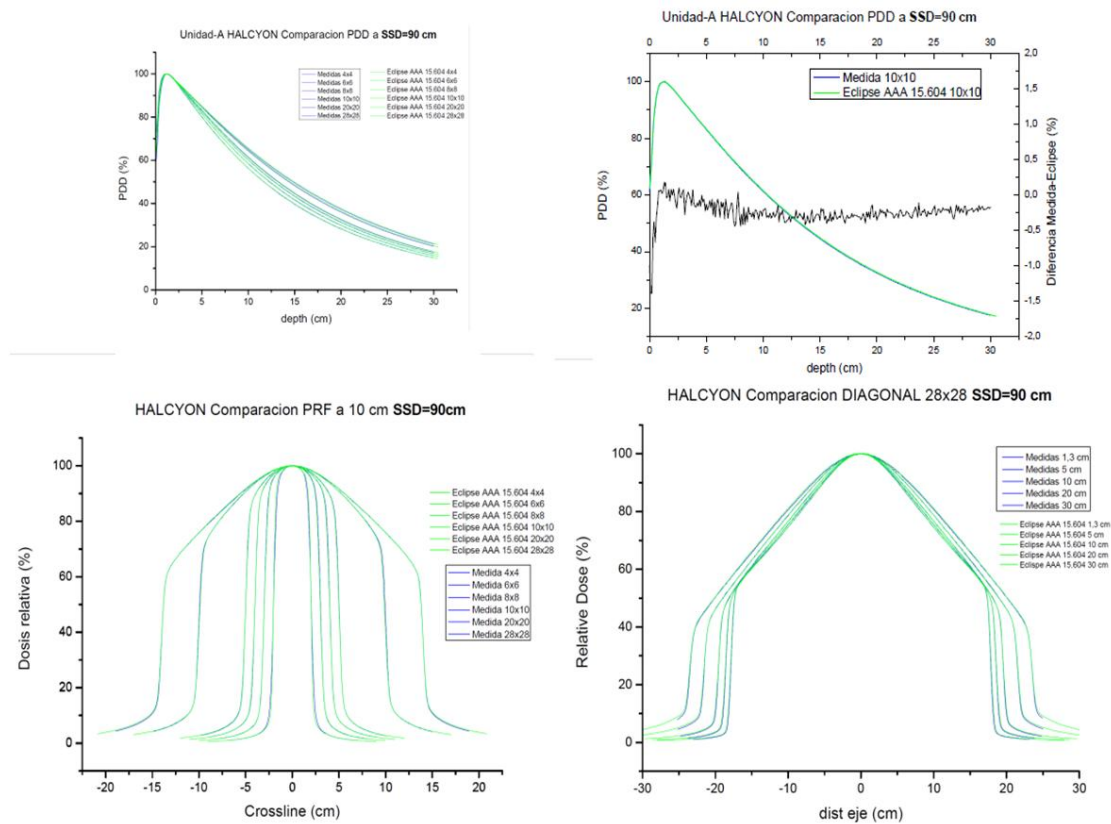 Unidad-A HALCYON Comparacion PDD a SSD=90 cm
Medidas 4x4
Medidas 6x6
Medidas 8x8
Medidas 10x10
Medidas 20x20
Medidas 28x28
Eclipse AAA 15.604 4x4
Eclipse AAA 15.604 6x6
Eclipse AAA 15.604 8x8
Eclipse AAA 15.604 10x10
Eclipse AAA 15.604 20x20
Eclipse AAA 15.604 28x28
PDD (%)
100
80
60
40
20
0
0 5 10 15 20 25 30
depth (cm)
Unidad-A HALCYON Comparacion PDD a SSD=90 cm
0 5 10 15 20 25 30
Medida 10x10
Eclipse AAA 15.604 10x10
PDD (%)
100
80
60
40
20
2,0
1,5
1,0
0,5
0,0
-0,5
-1,0
-1,5
-2,0
Diferencia Medida-Eclipse (%)
0 5 10 15 20 25 30
depth (cm)
HALCYON Comparacion PRF a 10 cm SSD=90cm
Eclipse AAA 15.604 4x4
Eclipse AAA 15.604 6x6
Eclipse AAA 15.604 8x8
Eclipse AAA 15.604 10x10
Eclipse AAA 15.604 20x20
Eclipse AAA 15.604 28x28
Medida 4x4
Medida 6x6
Medida 8x8
Medida 10x10
Medida 20x20
Medida 28x28
Dosis relativa (%)
100
80
60
40
20
0
-20 -15 -10 -5 0 5 10 15 20
Crossline (cm)
HALCYON Comparacion DIAGONAL 28x28 SSD=90 cm
Medidas 1,3 cm
Medidas 5 cm
Medidas 10 cm
Medidas 20 cm
Medidas 30 cm
Eclipse AAA 15.604 1,3 cm
Eclipse AAA 15.604 5 cm
Eclipse AAA 15.604 10 cm
Eclipse AAA 15.604 20 cm
Eclapse AAA 15.604 30 cm
Relative Dose (%)
100
80
60
40
20
0
-30 -20 -10 0 10 20 30
dist eje (cm)